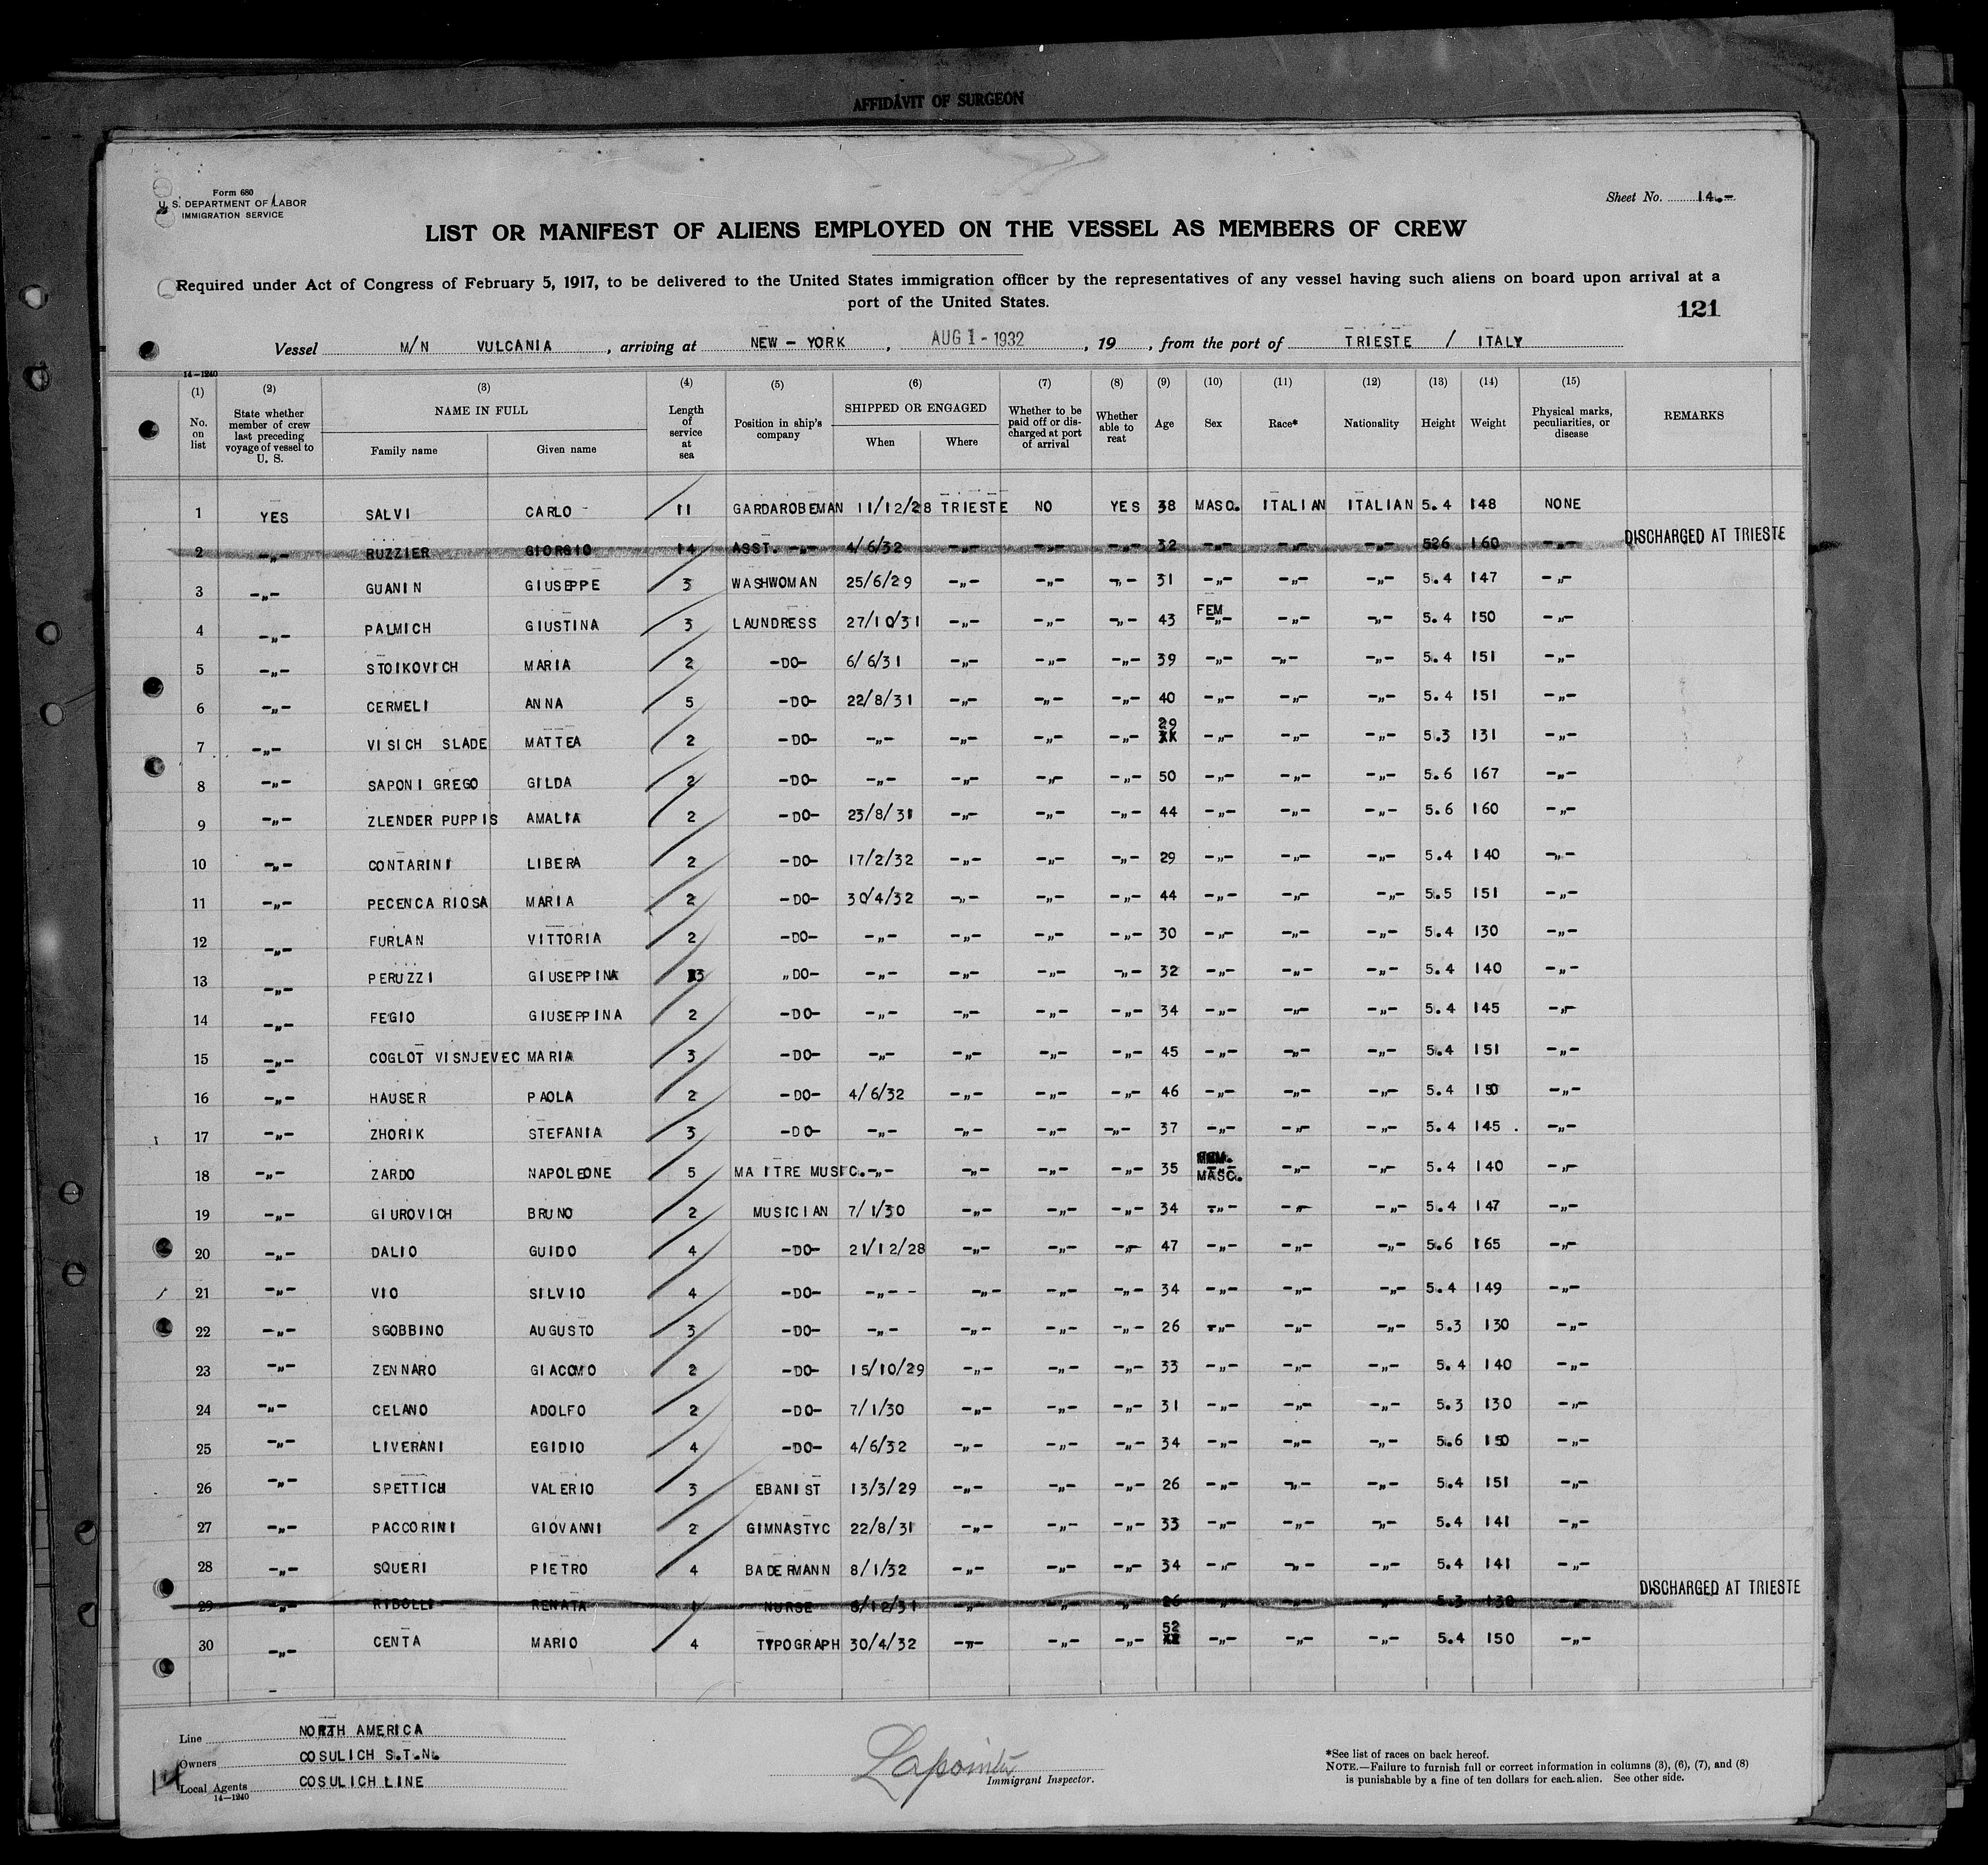 AFFIDAVIT OF SURGEON
Form 680
U. S. DEPARTMENT OF LABOR
IMMIGRATION SERVICE
Sheet No. 14.-
LIST OR MANIFEST OF ALIENS EMPLOYED ON THE VESSEL AS MEMBERS OF CREW
Required under Act of Congress of February 5, 1917, to be delivered to the United States immigration officer by the representatives of any vessel having such aliens on board upon arrival at a
port of the United States.
121
Vessel M/N VULCANIA , arriving at NEW - YORK , AUG 1 - 1932 , 19 , from the port of TRIESTE / ITALY
14-1240
(1) (2) (3) (4) (5) (6) (7) (8) (9) (10) (11) (12) (13) (14) (15)
No. on list | State whether member of crew last preceding voyage of vessel to U. S. | NAME IN FULL Family name Given name | Length of service at sea | Position in ship's company | SHIPPED OR ENGAGED When Where | Whether to be paid off or discharged at port of arrival | Whether able to reat | Age | Sex | Race* | Nationality | Height | Weight | Physical marks, peculiarities, or disease | REMARKS
1 YES SALVI CARLO 11 GARDAROBEMAN 11/12/28 TRIESTE NO YES 38 MASC. ITALIAN ITALIAN 5.4 148 NONE
2 -"- RUZZIER GIORGIO 14 ASST. -"- 4/6/32 -"- -"- -"- 32 -"- -"- -"- 526 160 -"- DISCHARGED AT TRIESTE
3 -"- GUANIN GIUSEPPE 3 WASHWOMAN 25/6/29 -"- -"- -"- 31 -"- -"- -"- 5.4 147 -"-
4 -"- PALMICH GIUSTINA 3 LAUNDRESS 27/10/31 -"- -"- -"- 43 FEM -"- -"- -"- 5.4 150 -"-
5 -"- STOIKOVICH MARIA 2 -DO- 6/6/31 -"- -"- -"- 39 -"- -"- -"- 5.4 151 -"-
6 -"- CERMELI ANNA 5 -DO- 22/8/31 -"- -"- -"- 40 -"- -"- -"- 5.4 151 -"-
7 -"- VISICH SLADE MATTEA 2 -DO- -"- -"- -"- -"- 29 -"- -"- -"- 5.3 131 -"-
8 -"- SAPONI GREGO GILDA 2 -DO- -"- -"- -"- -"- 50 -"- -"- -"- 5.6 167 -"-
9 -"- ZLENDER PUPPIS AMALIA 2 -DO- 23/8/31 -"- -"- -"- 44 -"- -"- -"- 5.6 160 -"-
10 -"- CONTARINI LIBERA 2 -DO- 17/2/32 -"- -"- -"- 29 -"- -"- -"- 5.4 140 -"-
11 -"- PECENCA RIOSA MARIA 2 -DO- 30/4/32 -"- -"- -"- 44 -"- -"- -"- 5.5 151 -"-
12 -"- FURLAN VITTORIA 2 -DO- -"- -"- -"- -"- 30 -"- -"- -"- 5.4 130 -"-
13 -"- PERUZZI GIUSEPPINA 3 "DO- -"- -"- -"- -"- 32 -"- -"- -"- 5.4 140 -"-
14 -"- FEGIO GIUSEPPINA 2 -DO- -"- -"- -"- -"- 34 -"- -"- -"- 5.4 145 -"-
15 -"- COGLOT VISNJEVEC MARIA 3 -DO- -"- -"- -"- -"- 45 -"- -"- -"- 5.4 151 -"-
16 -"- HAUSER PAOLA 2 -DO- 4/6/32 -"- -"- -"- 46 -"- -"- -"- 5.4 150 -"-
17 -"- ZHORIK STEFANIA 3 -DO- -"- -"- -"- -"- 37 -"- -"- -"- 5.4 145 . -"-
18 -"- ZARDO NAPOLEONE 5 MAITRE MUSIC. -"- -"- -"- -"- 35 MASC. -"- -"- 5.4 140 -"-
19 -"- GIUROVICH BRUNO 2 MUSICIAN 7/1/30 -"- -"- -"- 34 -"- -"- -"- 5.4 147 -"-
20 -"- DALIO GUIDO 4 -DO- 21/12/28 -"- -"- -"- 47 -"- -"- -"- 5.6 165 -"-
21 -"- VIO SILVIO 4 -DO- -"- - -"- -"- -"- 34 -"- -"- -"- 5.4 149 -"-
22 -"- SGOBBINO AUGUSTO 3 -DO- -"- -"- -"- -"- 26 -"- -"- -"- 5.3 130 -"-
23 -"- ZENNARO GIACOMO 2 -DO- 15/10/29 -"- -"- -"- 33 -"- -"- -"- 5.4 140 -"-
24 -"- CELANO ADOLFO 2 -DO- 7/1/30 -"- -"- -"- 31 -"- -"- -"- 5.3 130 -"-
25 -"- LIVERANI EGIDIO 4 -DO- 4/6/32 -"- -"- -"- 34 -"- -"- -"- 5.6 150 -"-
26 -"- SPETTICH VALERIO 3 EBANIST 13/3/29 -"- -"- -"- 26 -"- -"- -"- 5.4 151 -"-
27 -"- PACCORINI GIOVANNI 2 GIMNASTYC 22/8/31 -"- -"- -"- 33 -"- -"- -"- 5.4 141 -"-
28 -"- SQUERI PIETRO 4 BADERMANN 8/1/32 -"- -"- -"- 34 -"- -"- -"- 5.4 141 -"-
29 -"- RIDOLLI RENATA 1 NURSE 8/12/31 -"- -"- -"- 26 -"- -"- -"- 5.3 130 -"- DISCHARGED AT TRIESTE
30 -"- CENTA MARIO 4 TYPOGRAPH 30/4/32 -"- -"- -"- 52 -"- -"- -"- 5.4 150 -"-
Line NORTH AMERICA
Owners COSULICH S.T.N.
Local Agents COSULICH LINE
14-1240
14
Lapointe
Immigrant Inspector.
*See list of races on back hereof.
NOTE.—Failure to furnish full or correct information in columns (3), (6), (7), and (8)
is punishable by a fine of ten dollars for each alien. See other side.